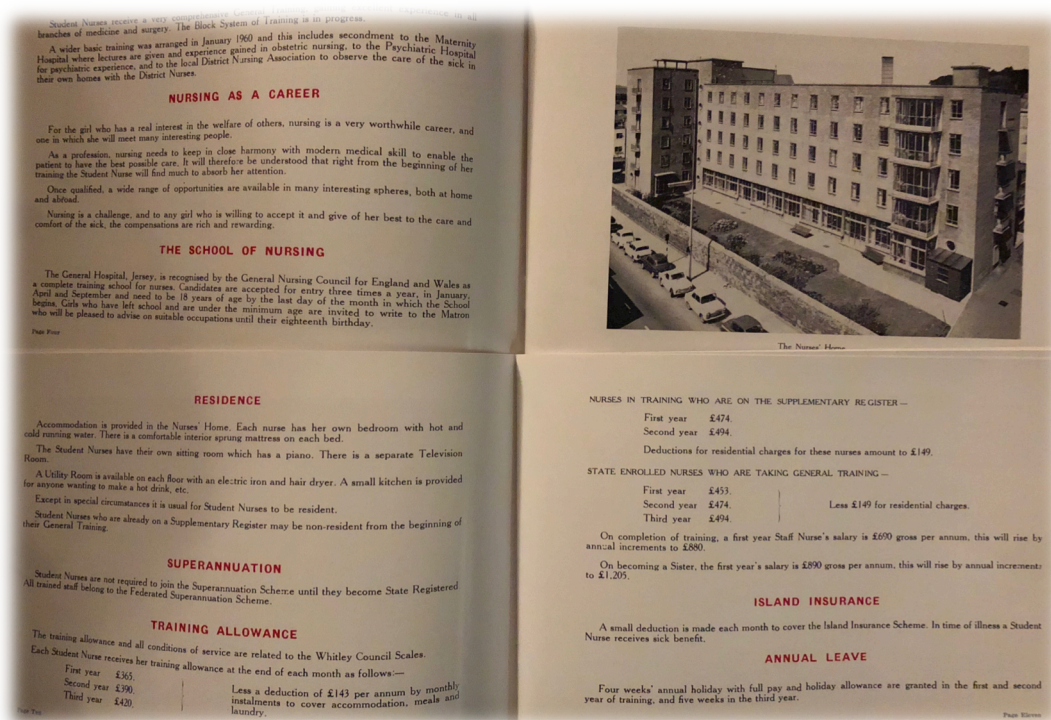 Student Nurses receive a very comprehensive General Training, in all
branches of medicine and surgery. The Block System of Training is in progress.
A wider basic training was arranged in January 1960 and this includes secondment to the Maternity
Hospital where lectures are given and experience gained in obstetric nursing, to the Psychiatric Hospital
for psychiatric experience, and to the local District Nursing Association to observe the care of the sick in
their own homes with the District Nurses.
NURSING AS A CAREER
For the girl who has a real interest in the welfare of others, nursing is a very worthwhile career, and
one in which she will meet many interesting people.
As a profession, nursing needs to keep in close harmony with modern medical skill to enable the
patient to have the best possible care. It will therefore be understood that right from the beginning of her
training the Student Nurse will find much to absorb her attention.
Once qualified, a wide range of opportunities are available in many interesting spheres, both at home
and abroad.
Nursing is a challenge, and to any girl who is willing to accept it and give of her best to the care and
comfort of the sick, the compensations are rich and rewarding.
THE SCHOOL OF NURSING
The General Hospital, Jersey, is recognised by the General Nursing Council for England and Wales as
a complete training school for nurses. Candidates are accepted for entry three times a year, in January,
April and September and need to be 18 years of age by the last day of the month in which the School
begins. Girls who have left school and are under the minimum age are invited to write to the Matron
who will be pleased to advise on suitable occupations until their eighteenth birthday.
Page Four
The Nurses' Home
RESIDENCE
Accommodation is provided in the Nurses' Home. Each nurse has her own bedroom with hot and
cold running water. There is a comfortable interior sprung mattress on each bed.
The Student Nurses have their own sitting room which has a piano. There is a separate Television
Room.
A Utility Room is available on each floor with an electric iron and hair dryer. A small kitchen is provided
for anyone wanting to make a hot drink, etc.
Except in special circumstances it is usual for Student Nurses to be resident.
Student Nurses who are already on a Supplementary Register may be non-resident from the beginning of
their General Training.
SUPERANNUATION
Student Nurses are not required to join the Superannuation Scheme until they become State Registered
All trained staff belong to the Federated Superannuation Scheme.
TRAINING ALLOWANCE
The training allowance and all conditions of service are related to the Whitley Council Scales.
Each Student Nurse receives her training allowance at the end of each month as follows:—
First year £365.
Second year £390.
Third year £420.
Less a deduction of £143 per annum by monthly
instalments to cover accommodation, meals and
laundry.
Page Ten
NURSES IN TRAINING WHO ARE ON THE SUPPLEMENTARY REGISTER —
First year £474.
Second year £494.
Deductions for residential charges for these nurses amount to £149.
STATE ENROLLED NURSES WHO ARE TAKING GENERAL TRAINING —
First year £453.
Second year £474. Less £149 for residential charges.
Third year £494.
On completion of training, a first year Staff Nurse's salary is £690 gross per annum, this will rise by
annual increments to £880.
On becoming a Sister, the first year's salary is £890 gross per annum, this will rise by annual increments
to £1,205.
ISLAND INSURANCE
A small deduction is made each month to cover the Island Insurance Scheme. In time of illness a Student
Nurse receives sick benefit.
ANNUAL LEAVE
Four weeks' annual holiday with full pay and holiday allowance are granted in the first and second
year of training, and five weeks in the third year.
Page Eleven